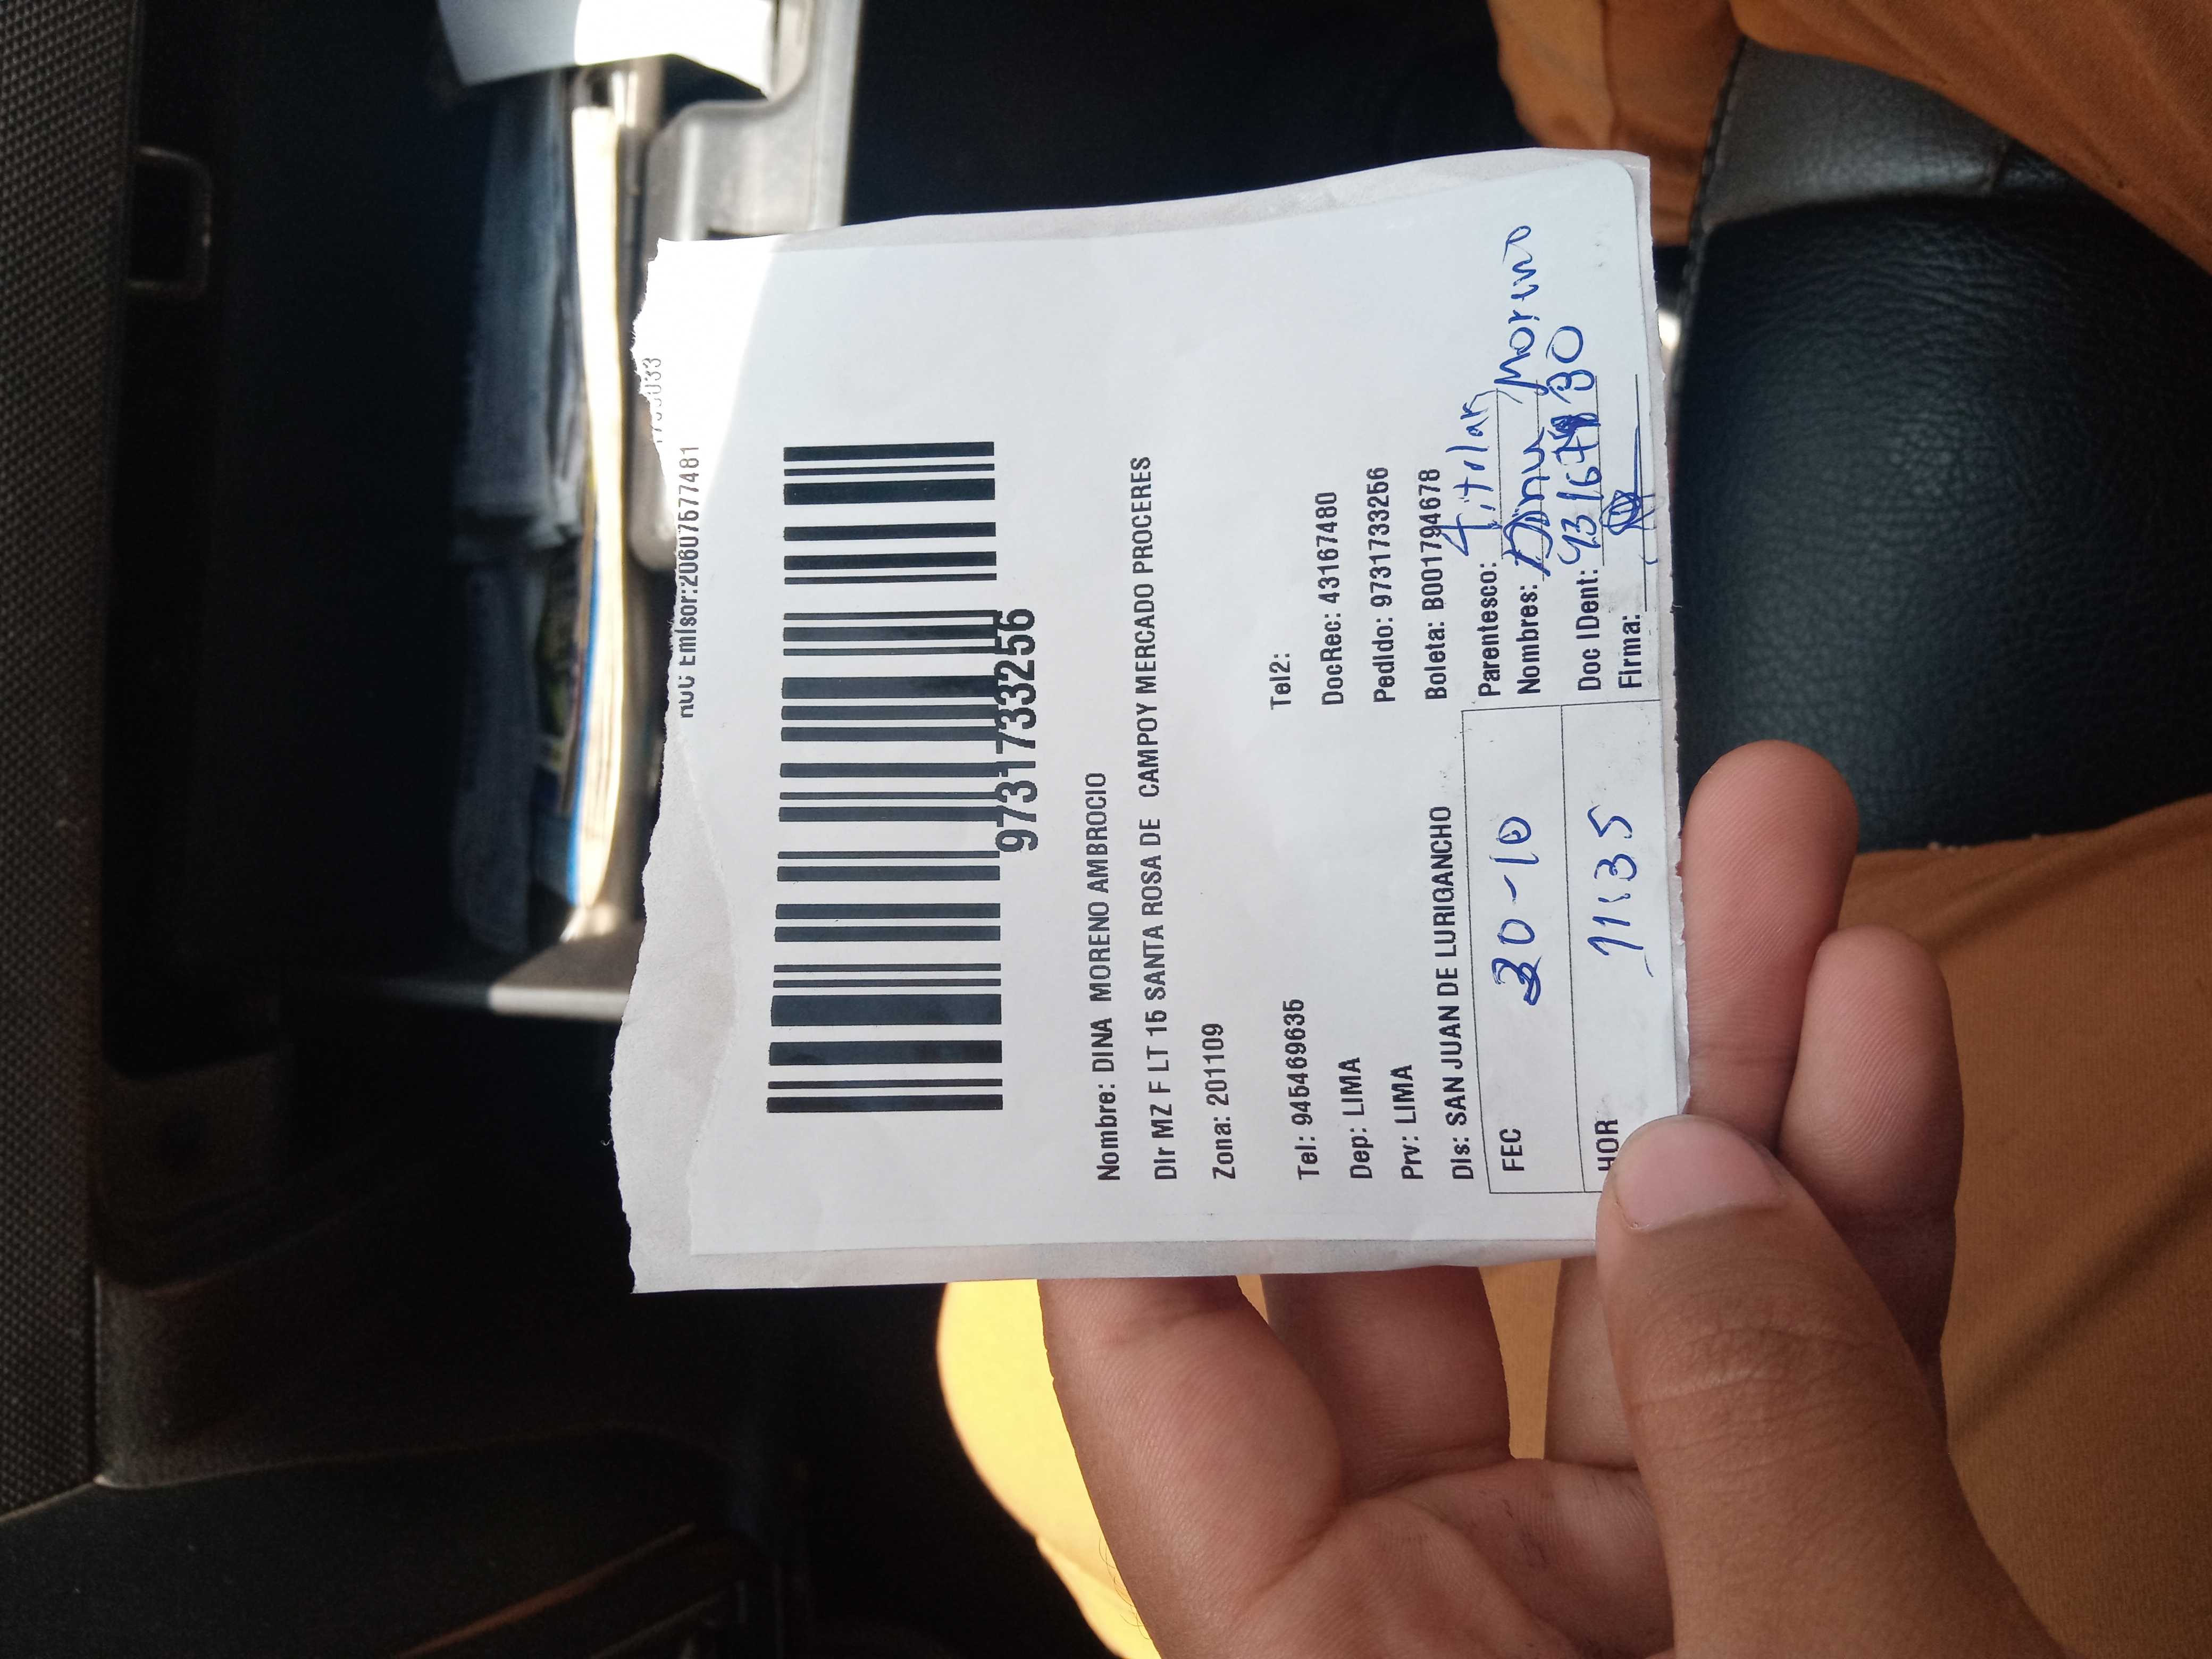 RUC Emisor:20607577481
9731733256
Nombre: DINA MORENO AMBROCIO
Dir MZ F LT 15 SANTA ROSA DE CAMPOY MERCADO PROCERES
Zona: 201109
Tel: 945469635 Tel2:
Dep: LIMA DocRec: 43167480
Prv: LIMA Pedido: 9731733256
Dis: SAN JUAN DE LURIGANCHO Boleta: B001794678
FEC 30-10
Parentesco: Titular
Nombres: Dina Moreno
HOR 11:35
Doc IDent:
Firma: